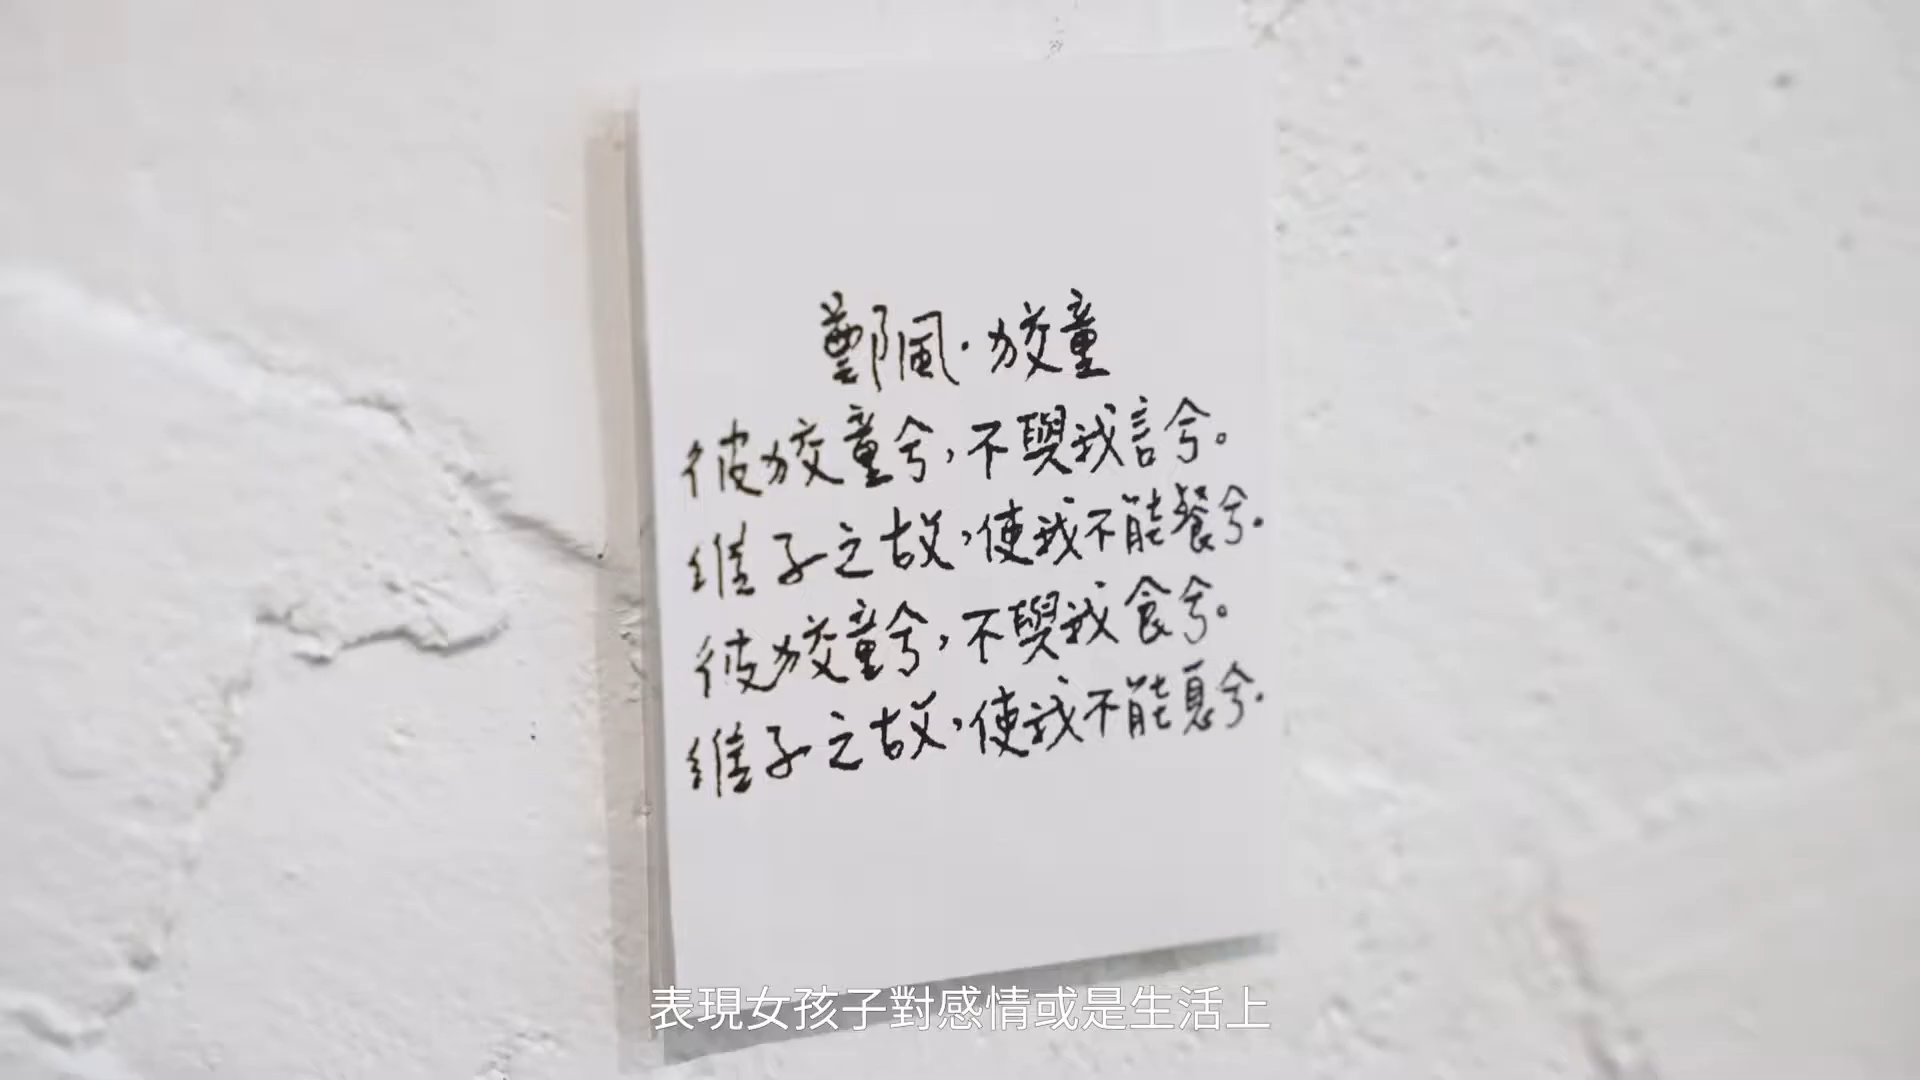 鄭風·狡童
彼狡童兮,不與我言兮。
維子之故,使我不能餐兮。
彼狡童兮,不與我食兮。
維子之故,使我不能息兮。
表現女孩子對感情或是生活上